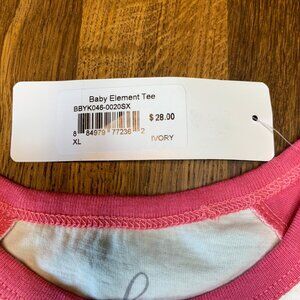 Baby Element Tee
BBYK046-0020SX
$ 28.00
8 84979 77236 2
XL IVORY